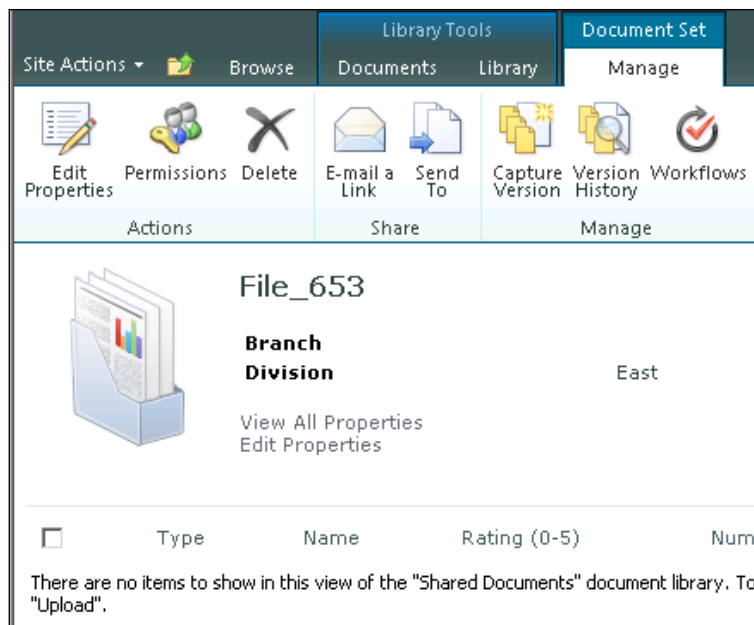 Library Tools Document Set
Site Actions Browse Documents Library Manage
Edit Properties Permissions Delete E-mail a Link Send To Capture Version Version History Workflows
Actions Share Manage
File_653
Branch
Division East
View All Properties
Edit Properties
Type Name Rating (0-5) Num
There are no items to show in this view of the "Shared Documents" document library. To
"Upload".